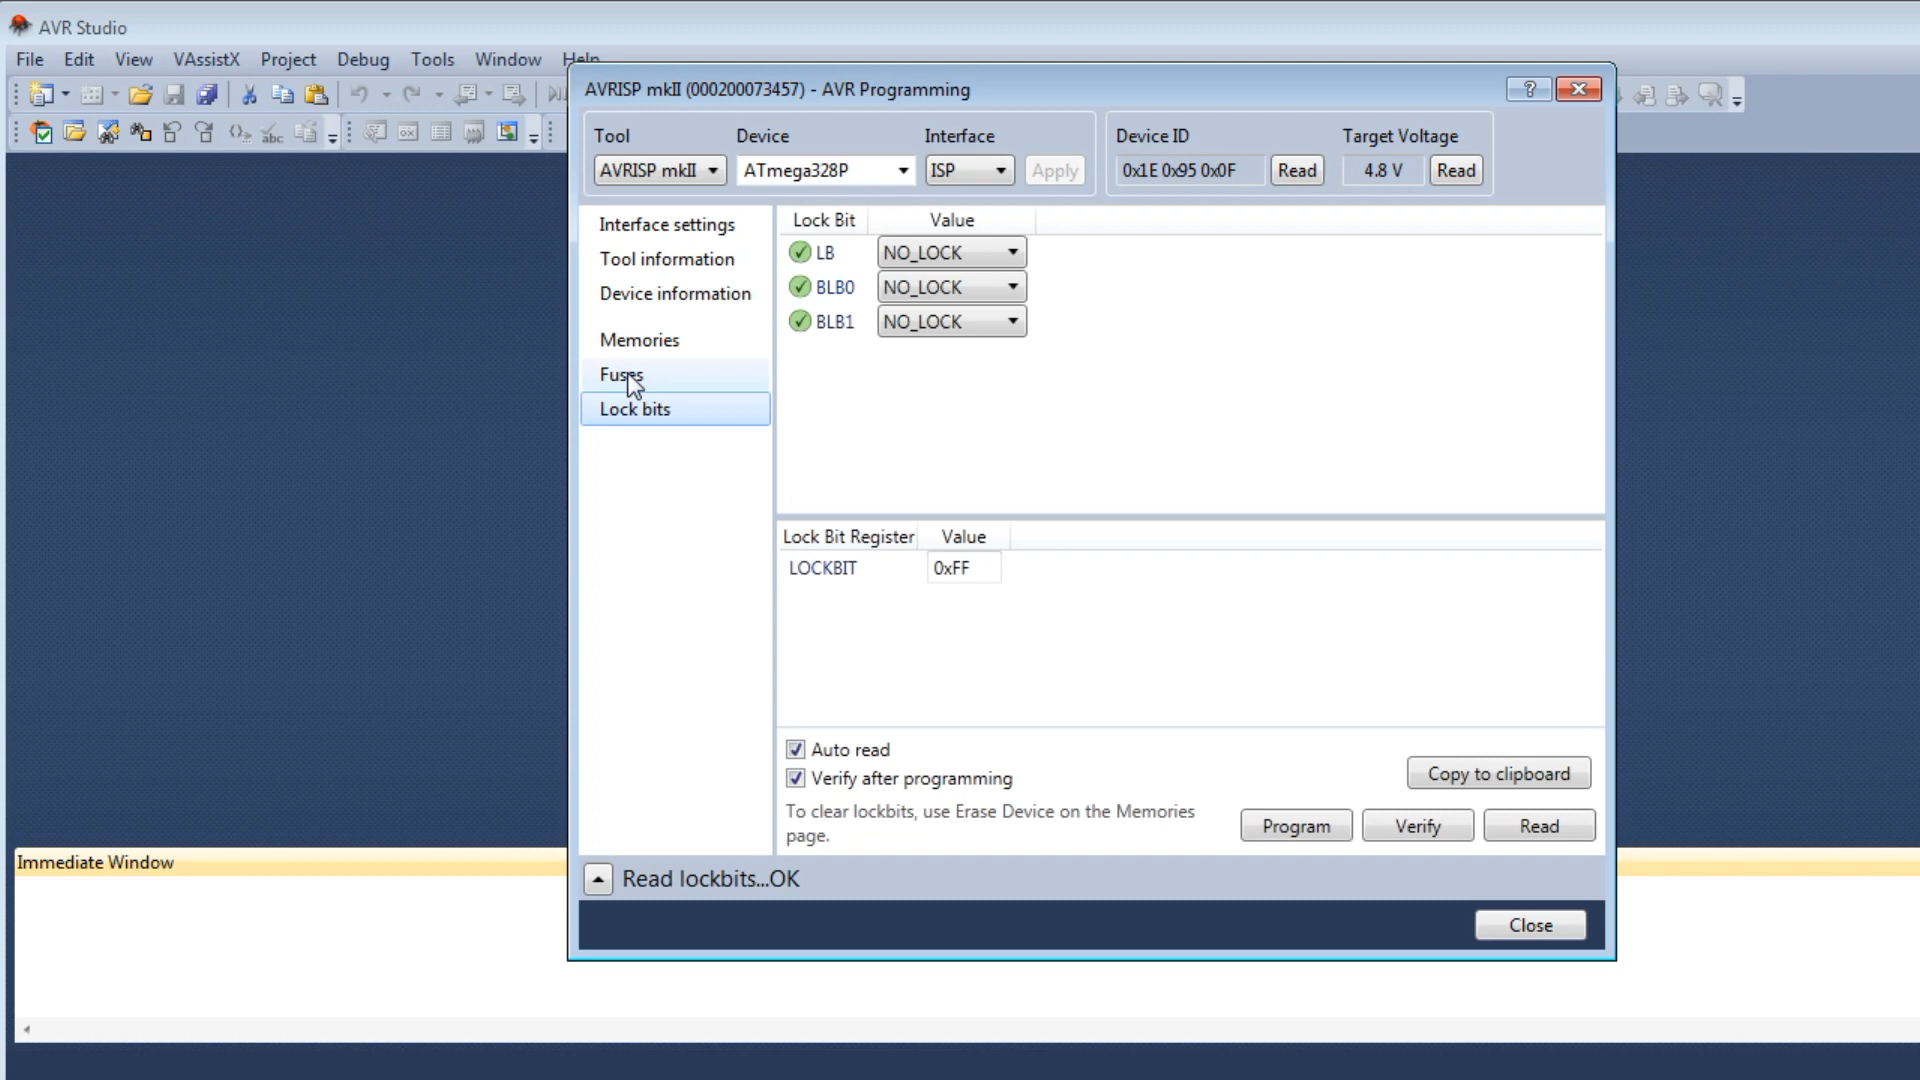 AVR Studio
File Edit View VAssistX Project Debug Tools Window Help
AVRISP mkII (000200073457) - AVR Programming
Tool Device Interface Device ID Target Voltage
AVRISP mkII ATmega328P ISP Apply 0x1E 0x95 0x0F Read 4.8 V Read
Interface settings
Tool information
Device information
Memories
Fuses
Lock bits
Lock Bit Value
LB NO_LOCK
BLB0 NO_LOCK
BLB1 NO_LOCK
Lock Bit Register Value
LOCKBIT 0xFF
Auto read
Verify after programming
Copy to clipboard
To clear lockbits, use Erase Device on the Memories
page.
Program Verify Read
Read lockbits...OK
Close
Immediate Window